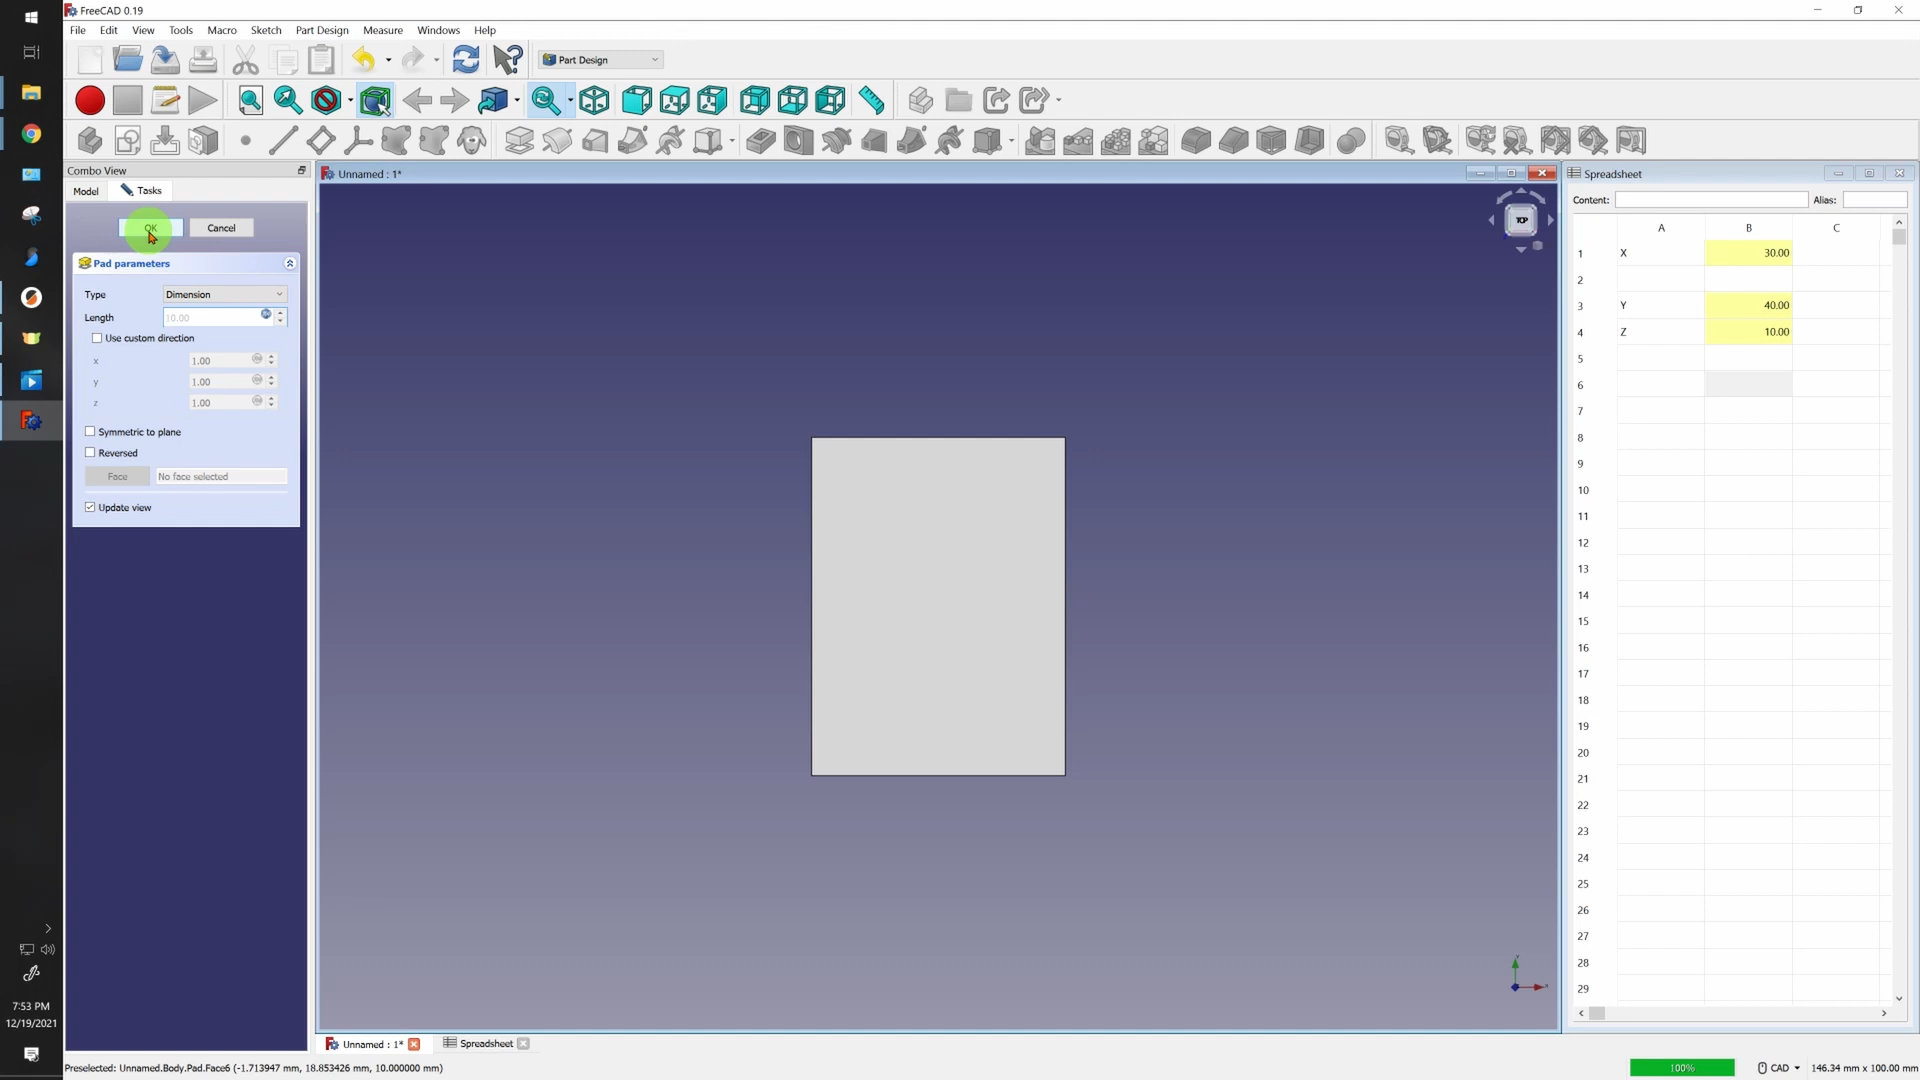 FreeCAD 0.19
File Edit View Tools Macro Sketch Part Design Measure Windows Help
Part Design
Combo View
Model Tasks
OK Cancel
Pad parameters
Type Dimension
Length 10.00
Use custom direction
x 1.00
y 1.00
z 1.00
Symmetric to plane
Reversed
Face No face selected
Update view
Unnamed : 1*
TOP
Spreadsheet
Content: Alias:
A B C
1 X 30.00
2
3 Y 40.00
4 Z 10.00
5
6
7
8
9
10
11
12
13
14
15
16
17
18
19
20
21
22
23
24
25
26
27
28
29
Unnamed : 1* Spreadsheet
7:53 PM
12/19/2021
Preselected: Unnamed.Body.Pad.Face6 (-1.713947 mm, 18.853426 mm, 10.000000 mm)
100% CAD 146.34 mm x 100.00 mm